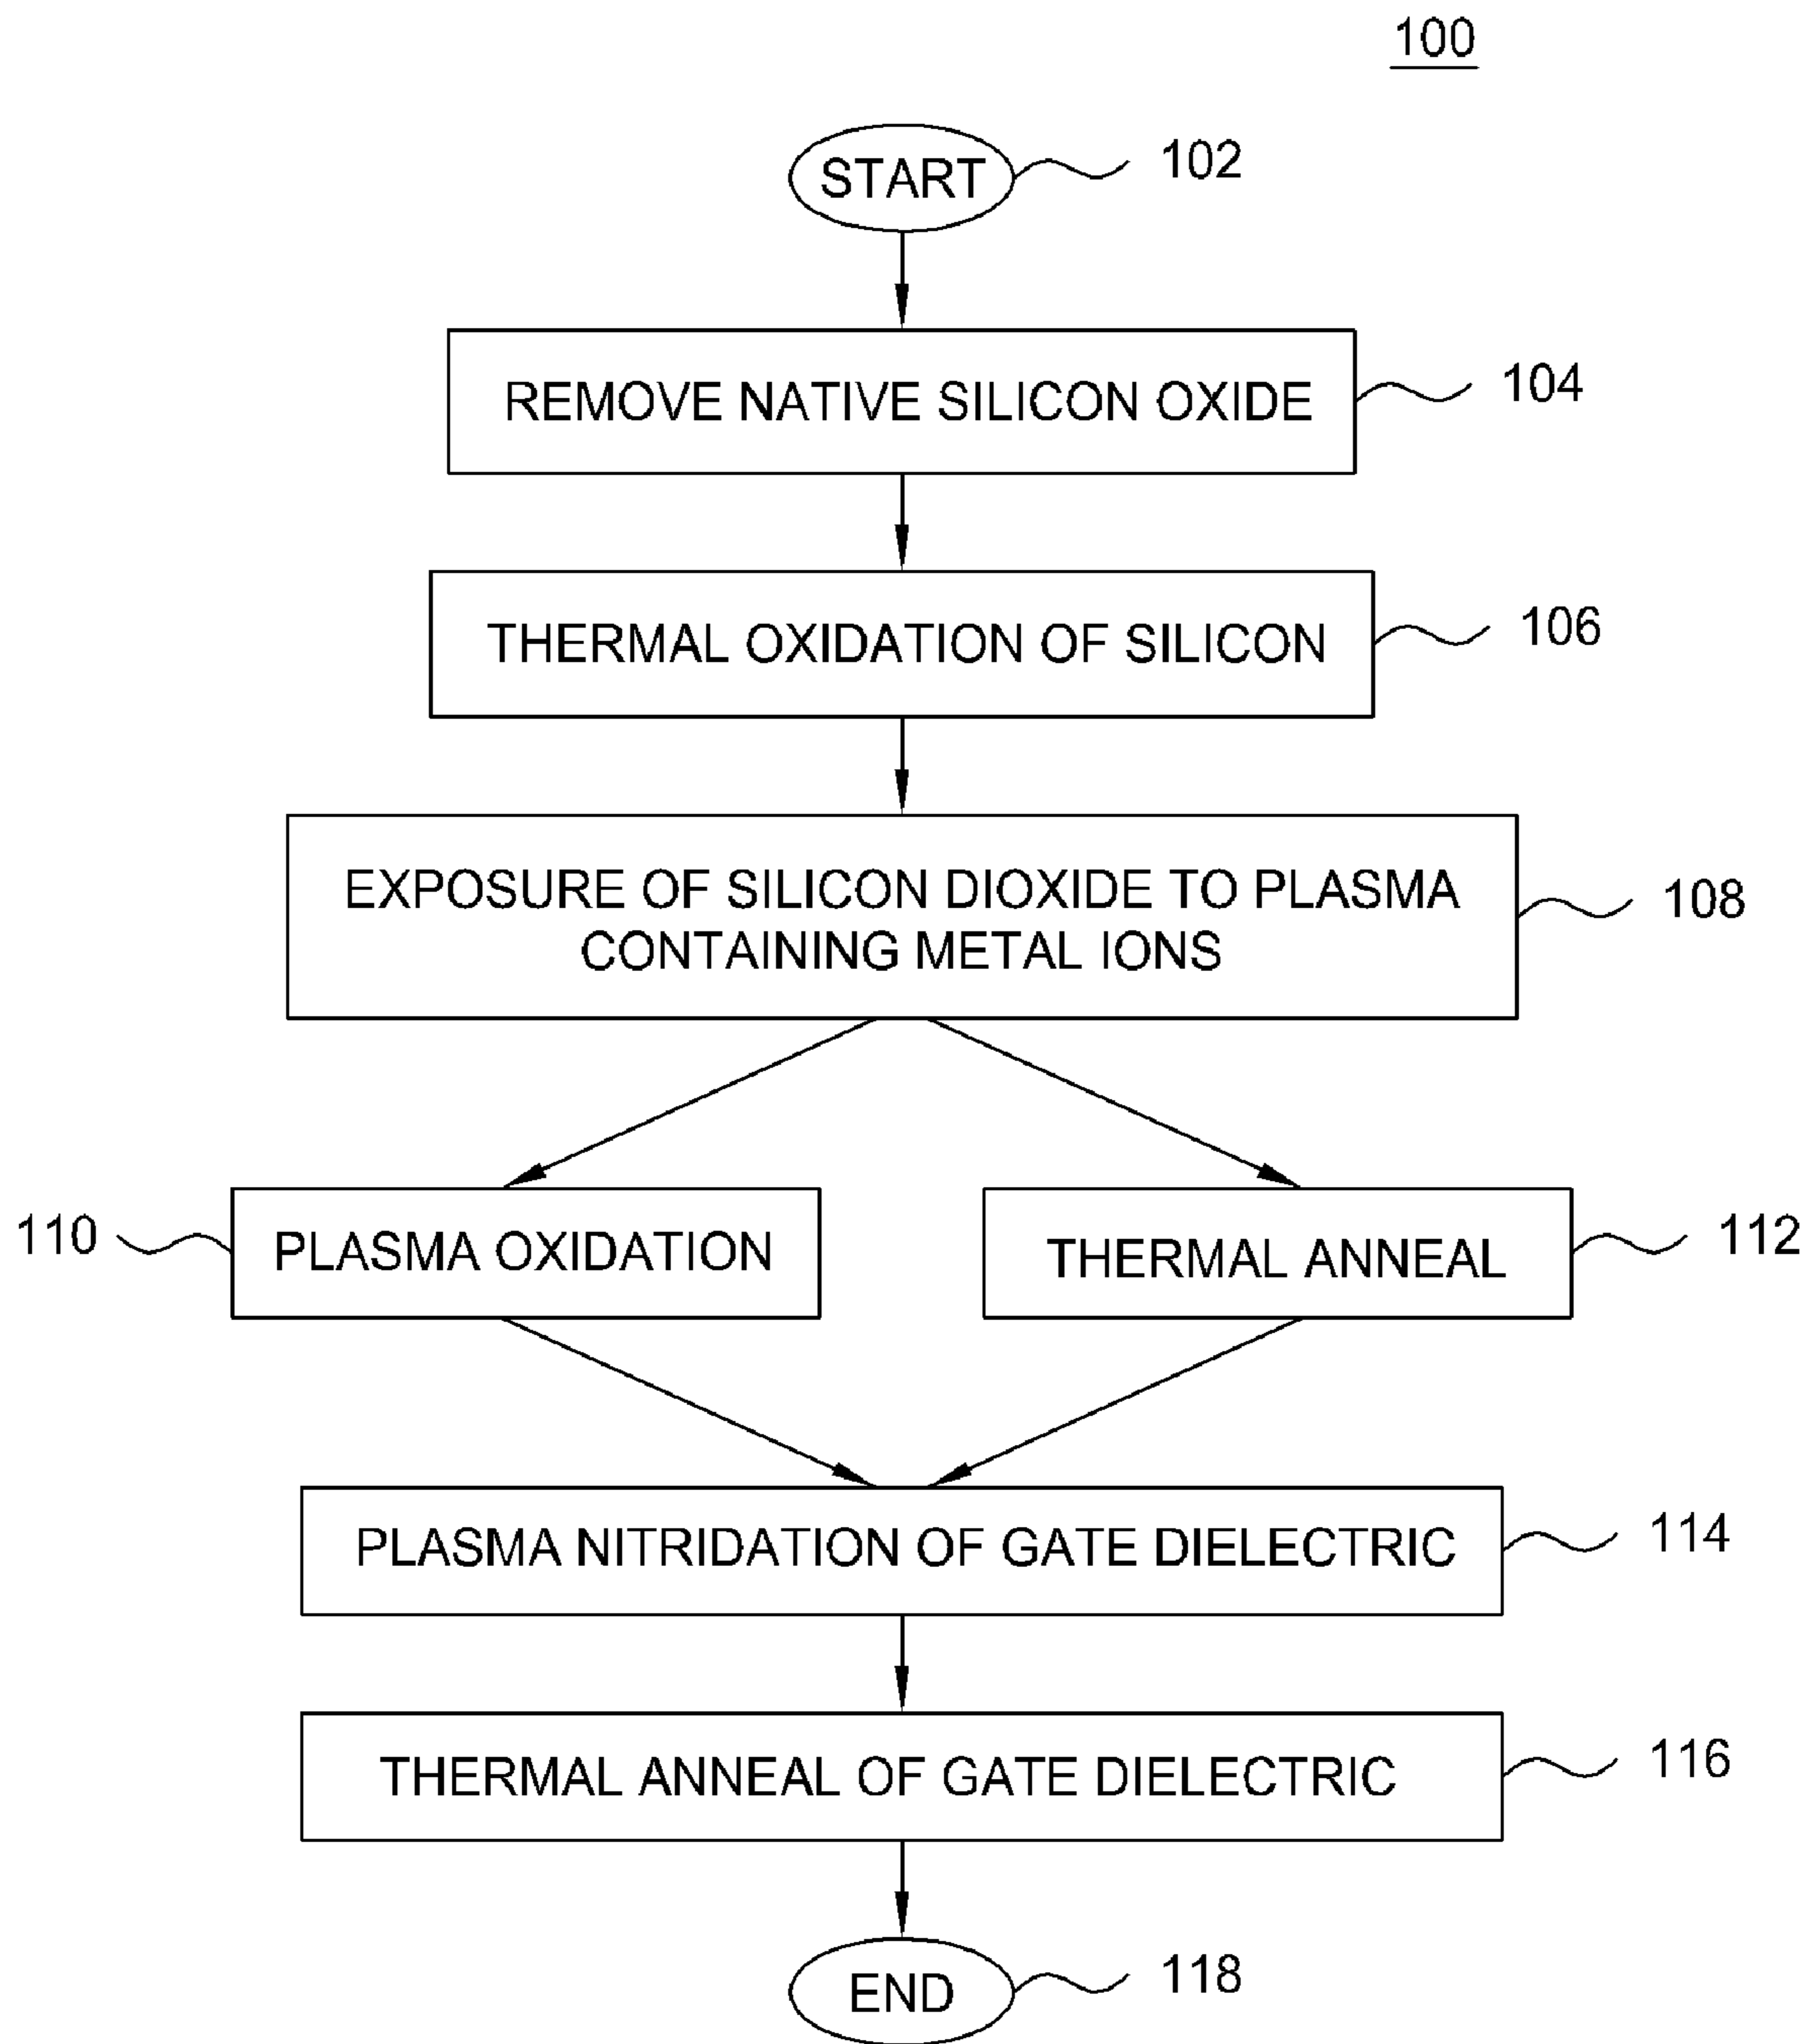 100
START
102
REMOVE NATIVE SILICON OXIDE
104
THERMAL OXIDATION OF SILICON
106
EXPOSURE OF SILICON DIOXIDE TO PLASMA
CONTAINING METAL IONS
108
110
PLASMA OXIDATION
THERMAL ANNEAL
112
PLASMA NITRIDATION OF GATE DIELECTRIC
114
THERMAL ANNEAL OF GATE DIELECTRIC
116
END
118